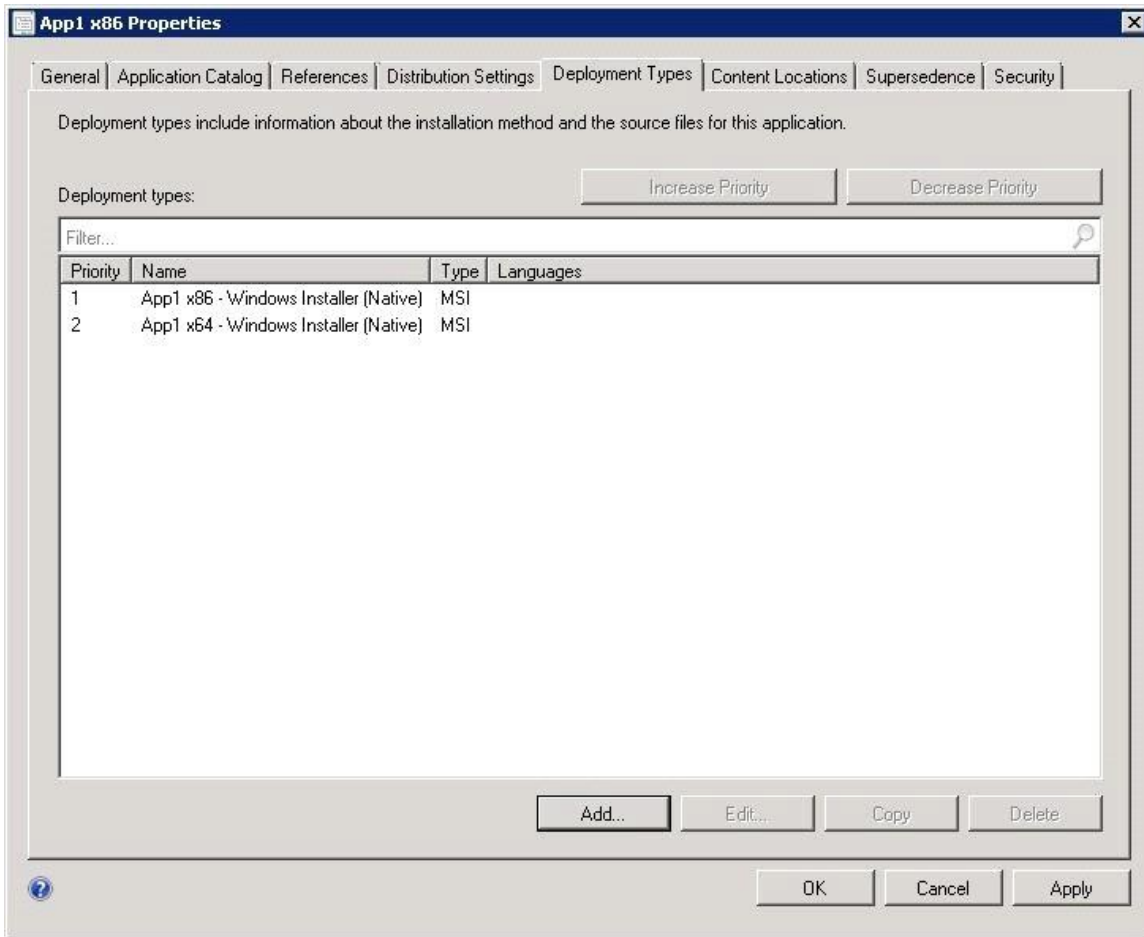 App1 x86 Properties
General Application Catalog References Distribution Settings Deployment Types Content Locations Supersedence Security
Deployment types include information about the installation method and the source files for this application.
Increase Priority Decrease Priority
Deployment types:
Filter...
Priority Name Type Languages
1 App1 x86 - Windows Installer (Native) MSI
2 App1 x64 - Windows Installer (Native) MSI
Add... Edit... Copy Delete
OK Cancel Apply